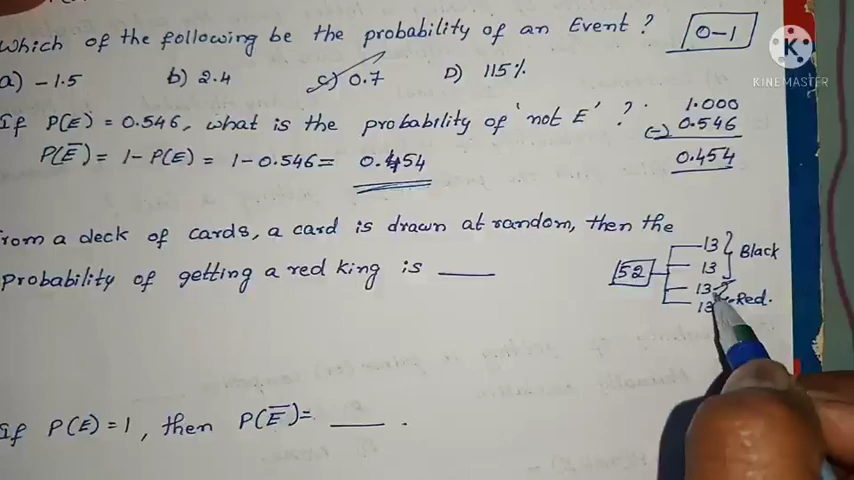 Which of the following be the probability of an Event ? 0-1
a) -1.5 b) 2.4 c) 0.7 D) 115%
K
KINEMASTER
If P(E) = 0.546, what is the probability of 'not E' ?
P(E̅) = 1-P(E) = 1-0.546 = 0.454
1.000
(-) 0.546
0.454
From a deck of cards, a card is drawn at random, then the
probability of getting a red king is ____
52
13
13
Black
13
13
Red.
If P(E) = 1, then P(E̅) = ____ .